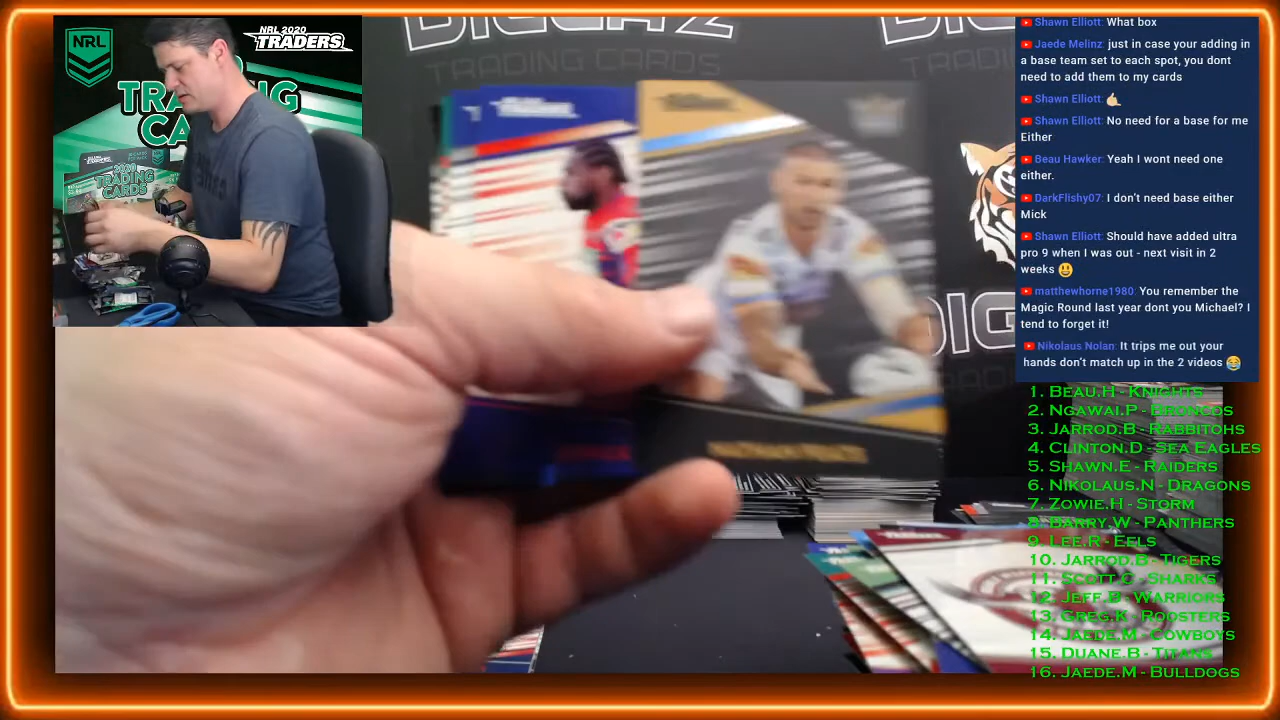 NRL
NRL 2020
TRADERS
2020
TRADING
CARDS
TRADING CARDS
Shawn Elliott: What box
Jaede Melinz: just in case your adding in
a base team set to each spot, you dont
need to add them to my cards
Shawn Elliott: 🤙🏼
Shawn Elliott: No need for a base for me
Either
Beau Hawker: Yeah I wont need one
either.
DarkFlishy07: I don't need base either
Mick
Shawn Elliott: Should have added ultra
pro 9 when I was out - next visit in 2
weeks 😃
matthewhorne1980: You remember the
Magic Round last year dont you Michael? I
tend to forget it!
Nikolaus Nolan: It trips me out your
hands don't match up in the 2 videos 😂
1. Beau.H - Knights
2. Ngawai.P - Broncos
3. Jarrod.B - Rabbitohs
4. Clinton.D - Sea Eagles
5. Shawn.E - Raiders
6. Nikolaus.N - Dragons
7. Zowie.H - Storm
8. Barry.W - Panthers
9. Lee.R - Eels
10. Jarrod.B - Tigers
11. Scott.C - Sharks
12. Jeff.B - Warriors
13. Greg.K - Roosters
14. Jaede.M - Cowboys
15. Duane.B - Titans
16. Jaede.M - Bulldogs